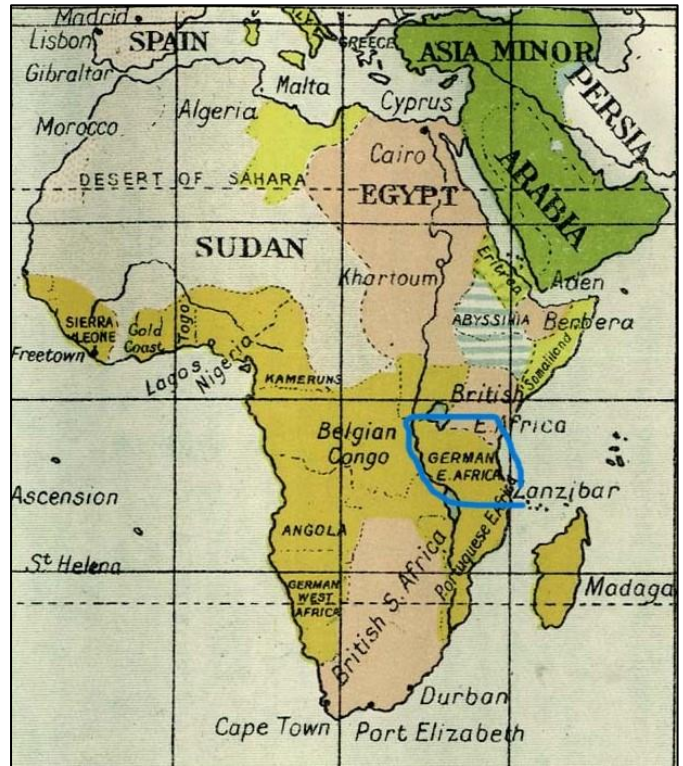 Madrid
Lisbon
SPAIN
GREECE
ASIA MINOR
Gibraltar
Malta
Cyprus
PERSIA
Algeria
Morocco
Cairo
DESERT OF SAHARA
EGYPT
ARABIA
SUDAN
Khartoum
Eritrea
Aden
ABYSSINIA
Berbera
SIERRA
LEONE
Gold
Coast
Togo
Somaliland
Freetown
Lagos
Nigeria
KAMERUNS
British
E. Africa
Belgian
Congo
GERMAN
E. AFRICA
Zanzibar
Ascension
Portuguese E. Africa
ANGOLA
St Helena
GERMAN
WEST
AFRICA
British S. Africa
Madaga
Durban
Cape Town
Port Elizabeth